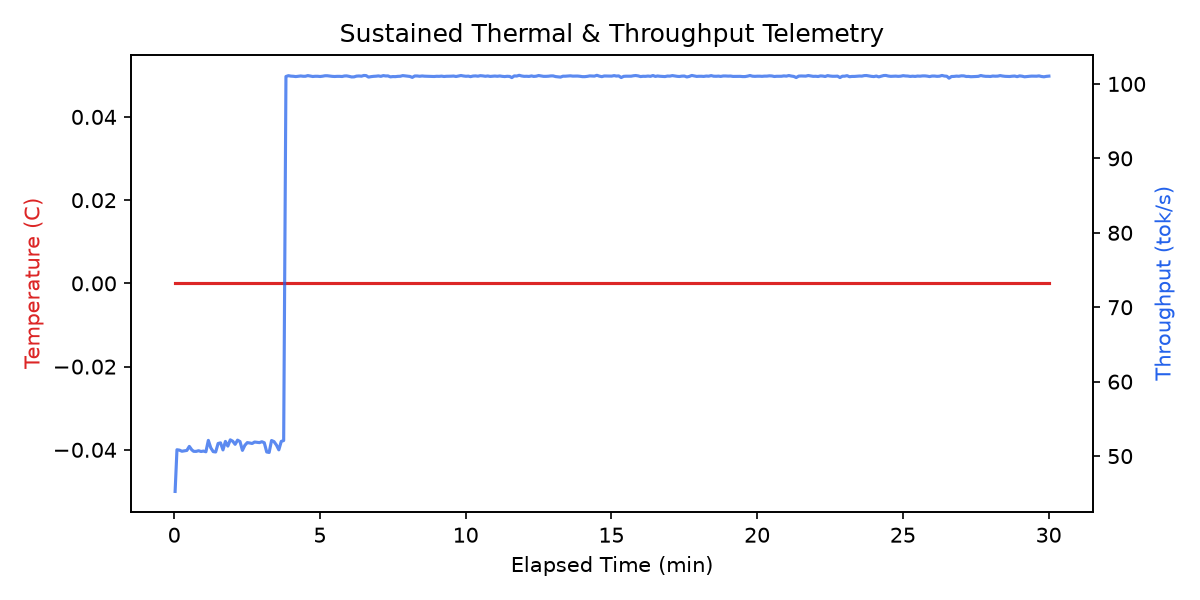 Sustained Thermal & Throughput Telemetry
Temperature (C)
0.04
0.02
0.00
−0.02
−0.04
100
90
80
70
60
50
Throughput (tok/s)
0 5 10 15 20 25 30
Elapsed Time (min)